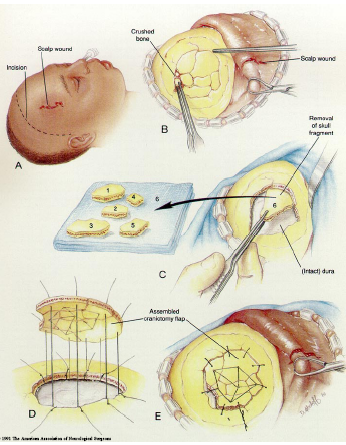 Scalp wound
Incision
A
Crushed
bone
Scalp wound
B
Removal
of skull
fragment
1
4
2
3
5
6
6
(Intact) dura
C
Assembled
craniotomy flap
D
E
1991 The American Association of Neurological Surgeons